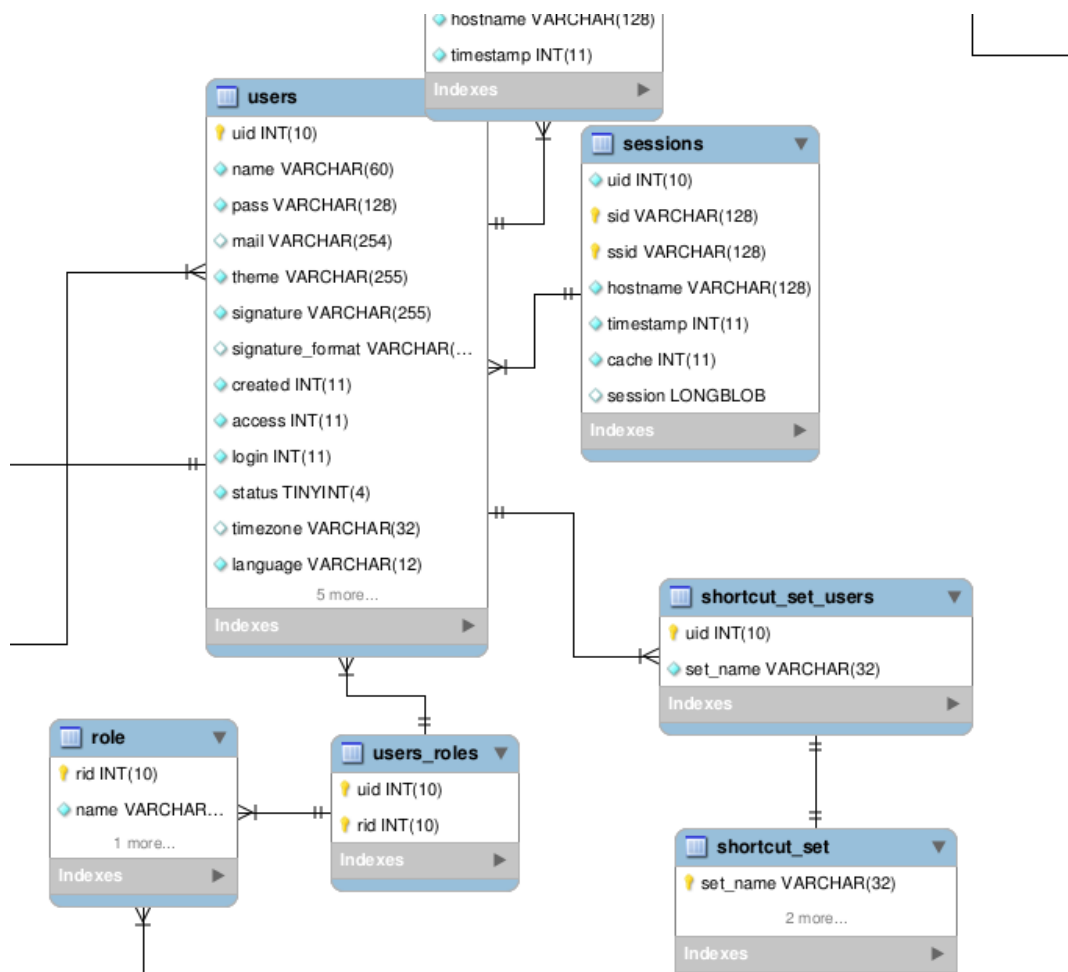 hostname VARCHAR(128)
timestamp INT(11)
Indexes
users
uid INT(10)
name VARCHAR(60)
pass VARCHAR(128)
mail VARCHAR(254)
theme VARCHAR(255)
signature VARCHAR(255)
signature_format VARCHAR(...
created INT(11)
access INT(11)
login INT(11)
status TINYINT(4)
timezone VARCHAR(32)
language VARCHAR(12)
5 more...
Indexes
sessions
uid INT(10)
sid VARCHAR(128)
ssid VARCHAR(128)
hostname VARCHAR(128)
timestamp INT(11)
cache INT(11)
session LONGBLOB
Indexes
shortcut_set_users
uid INT(10)
set_name VARCHAR(32)
Indexes
role
rid INT(10)
name VARCHAR...
1 more...
Indexes
users_roles
uid INT(10)
rid INT(10)
Indexes
shortcut_set
set_name VARCHAR(32)
2 more...
Indexes